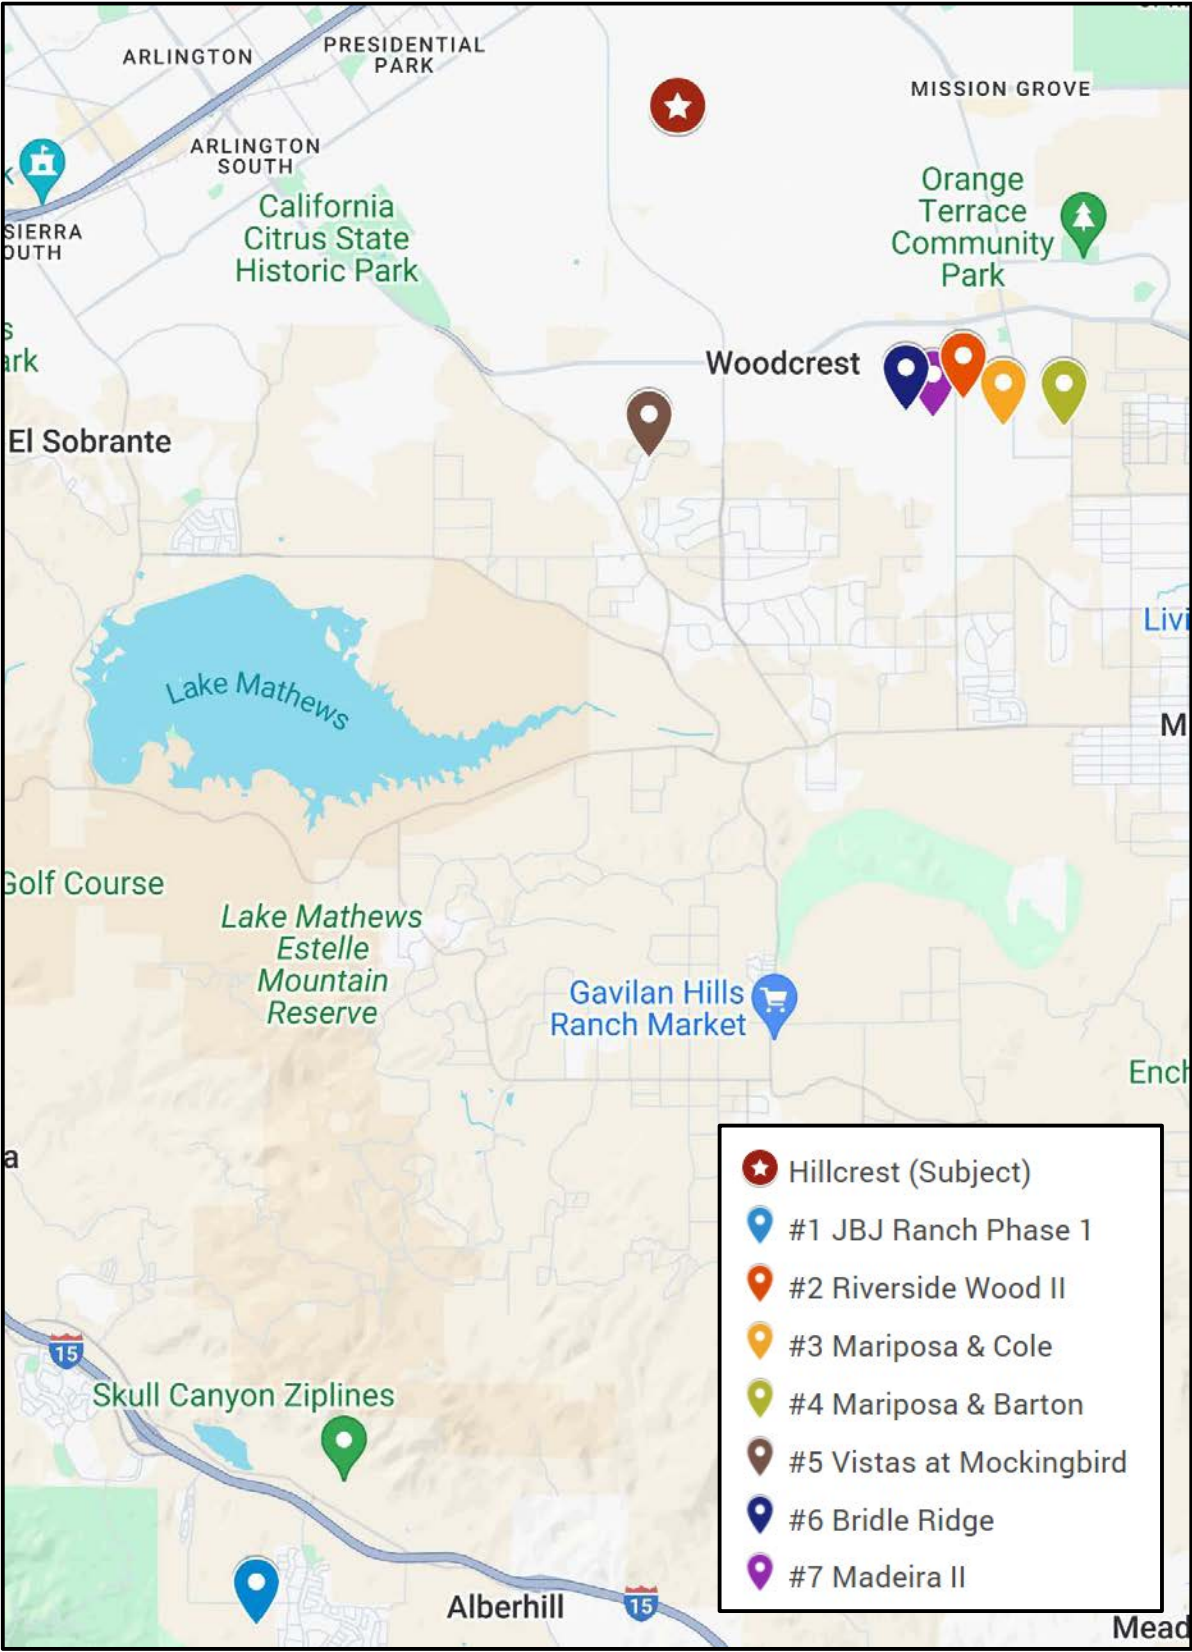 PRESIDENTIAL
PARK
ARLINGTON
MISSION GROVE
ARLINGTON
SOUTH
Orange
Terrace
Community
Park
California
Citrus State
Historic Park
k
SIERRA
OUTH
s
ark
Woodcrest
El Sobrante
Livi
Lake Mathews
M
Golf Course
Lake Mathews
Estelle
Mountain
Reserve
Gavilan Hills
Ranch Market
Ench
a
Hillcrest (Subject)
#1 JBJ Ranch Phase 1
#2 Riverside Wood II
#3 Mariposa & Cole
#4 Mariposa & Barton
#5 Vistas at Mockingbird
#6 Bridle Ridge
#7 Madeira II
15
Skull Canyon Ziplines
Alberhill
15
Mead